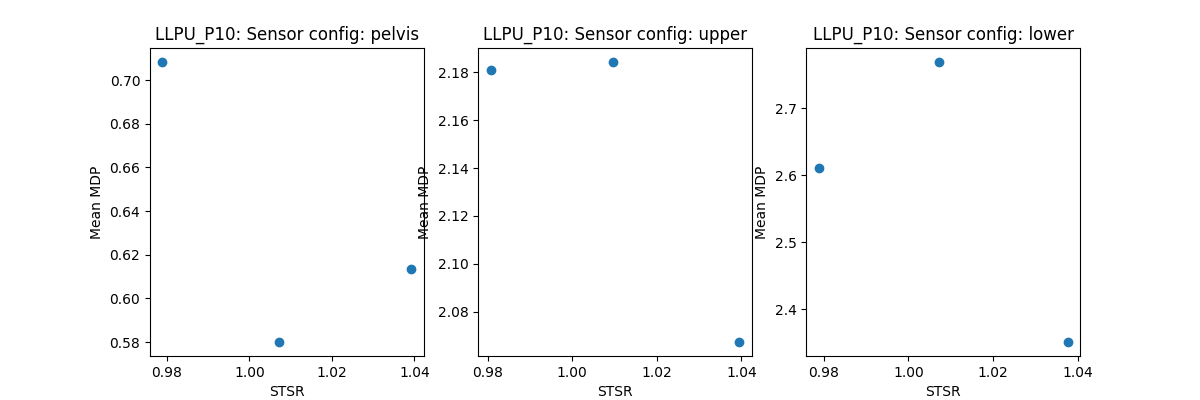 LLPU_P10: Sensor config: pelvis
0.70
0.68
0.66
0.64
0.62
0.60
0.58
Mean MDP
0.98 1.00 1.02 1.04
STSR
LLPU_P10: Sensor config: upper
2.18
2.16
2.14
2.12
2.10
2.08
Mean MDP
0.98 1.00 1.02 1.04
STSR
LLPU_P10: Sensor config: lower
2.7
2.6
2.5
2.4
Mean MDP
0.98 1.00 1.02 1.04
STSR